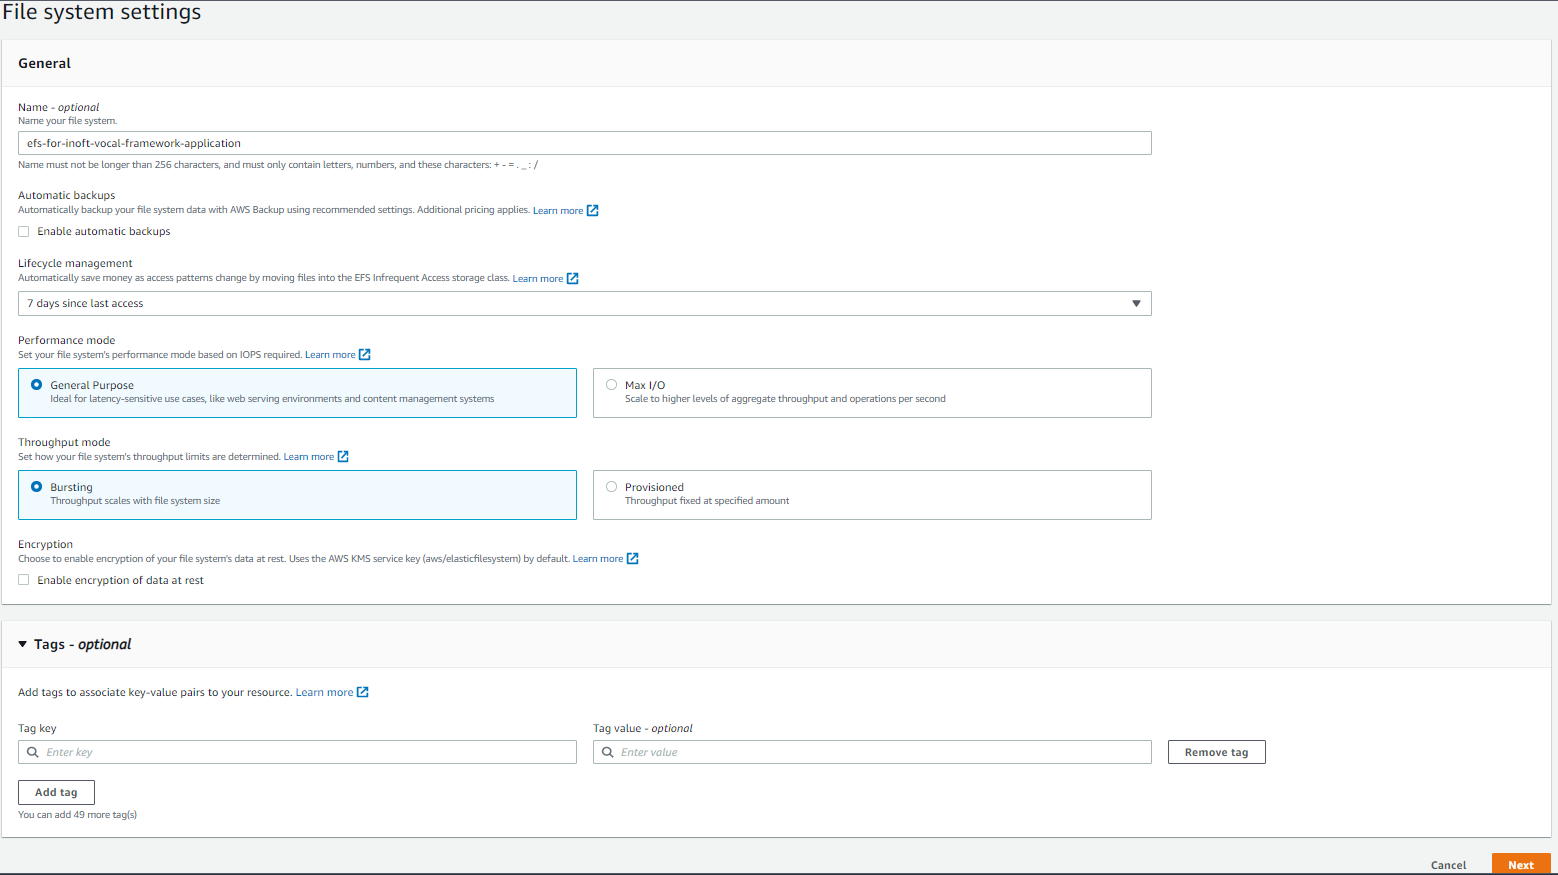 File system settings
General
Name - optional
Name your file system.
efs-for-inoft-vocal-framework-application
Name must not be longer than 256 characters, and must only contain letters, numbers, and these characters: + - = . _ : /
Automatic backups
Automatically backup your file system data with AWS Backup using recommended settings. Additional pricing applies. Learn more
Enable automatic backups
Lifecycle management
Automatically save money as access patterns change by moving files into the EFS Infrequent Access storage class. Learn more
7 days since last access
Performance mode
Set your file system's performance mode based on IOPS required. Learn more
General Purpose
Ideal for latency-sensitive use cases, like web serving environments and content management systems
Max I/O
Scale to higher levels of aggregate throughput and operations per second
Throughput mode
Set how your file system's throughput limits are determined. Learn more
Bursting
Throughput scales with file system size
Provisioned
Throughput fixed at specified amount
Encryption
Choose to enable encryption of your file system's data at rest. Uses the AWS KMS service key (aws/elasticfilesystem) by default. Learn more
Enable encryption of data at rest
Tags - optional
Add tags to associate key-value pairs to your resource. Learn more
Tag key
Tag value - optional
Enter key
Enter value
Remove tag
Add tag
You can add 49 more tag(s)
Cancel
Next